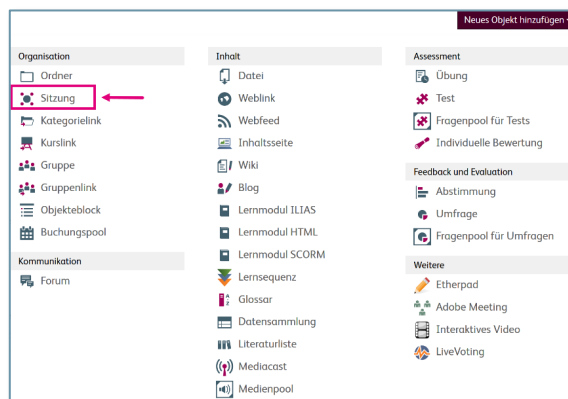 Neues Objekt hinzufügen
Organisation
Ordner
Sitzung
Kategorielink
Kurslink
Gruppe
Gruppenlink
Objekteblock
Buchungspool
Kommunikation
Forum
Inhalt
Datei
Weblink
Webfeed
Inhaltsseite
Wiki
Blog
Lernmodul ILIAS
Lernmodul HTML
Lernmodul SCORM
Lernsequenz
Glossar
Datensammlung
Literaturliste
Mediacast
Medienpool
Assessment
Übung
Test
Fragenpool für Tests
Individuelle Bewertung
Feedback und Evaluation
Abstimmung
Umfrage
Fragenpool für Umfragen
Weitere
Etherpad
Adobe Meeting
Interaktives Video
LiveVoting